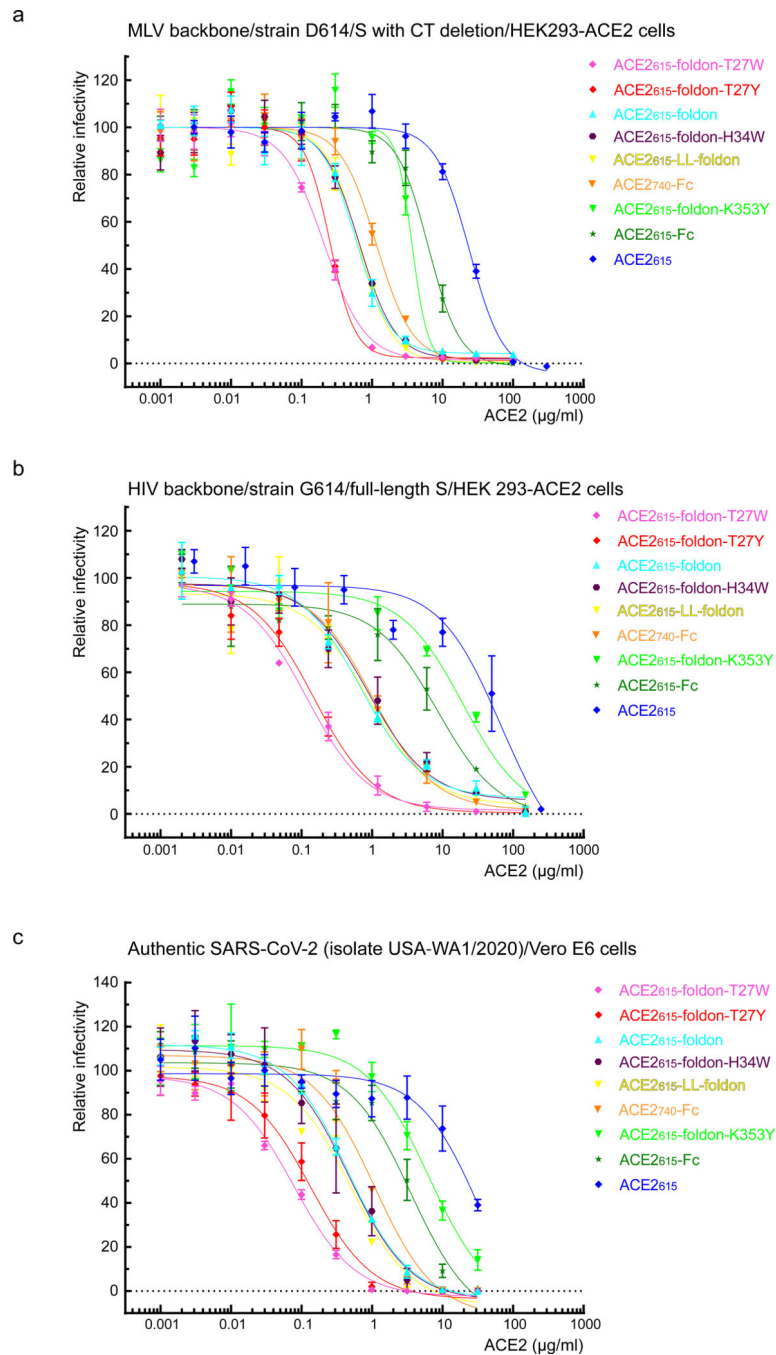 a
MLV backbone/strain D614/S with CT deletion/HEK293-ACE2 cells
Relative infectivity
120
100
80
60
40
20
0
0.001
0.01
0.1
1
10
100
1000
ACE2 (µg/ml)
ACE2615-foldon-T27W
ACE2615-foldon-T27Y
ACE2615-foldon
ACE2615-foldon-H34W
ACE2615-LL-foldon
ACE2740-Fc
ACE2615-foldon-K353Y
ACE2615-Fc
ACE2615
b
HIV backbone/strain G614/full-length S/HEK 293-ACE2 cells
Relative infectivity
120
100
80
60
40
20
0
0.001
0.01
0.1
1
10
100
1000
ACE2 (µg/ml)
ACE2615-foldon-T27W
ACE2615-foldon-T27Y
ACE2615-foldon
ACE2615-foldon-H34W
ACE2615-LL-foldon
ACE2740-Fc
ACE2615-foldon-K353Y
ACE2615-Fc
ACE2615
c
Authentic SARS-CoV-2 (isolate USA-WA1/2020)/Vero E6 cells
Relative infectivity
140
120
100
80
60
40
20
0
0.001
0.01
0.1
1
10
100
1000
ACE2 (µg/ml)
ACE2615-foldon-T27W
ACE2615-foldon-T27Y
ACE2615-foldon
ACE2615-foldon-H34W
ACE2615-LL-foldon
ACE2740-Fc
ACE2615-foldon-K353Y
ACE2615-Fc
ACE2615